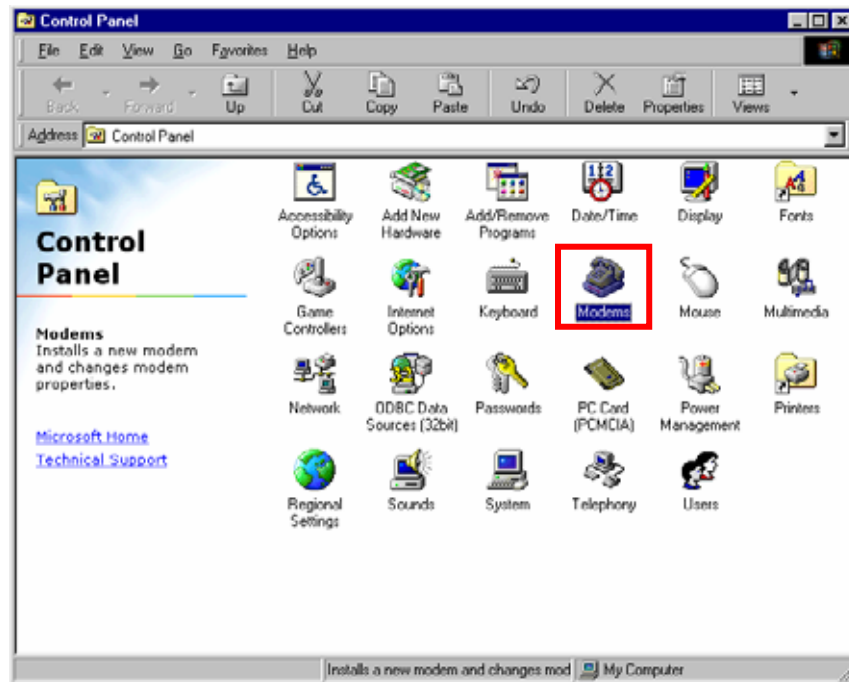 Control Panel
File Edit View Go Favorites Help
Back Forward Up Cut Copy Paste Undo Delete Properties Views
Address Control Panel
Control
Panel
Modems
Installs a new modem
and changes modem
properties.
Microsoft Home
Technical Support
Accessibility Options
Add New Hardware
Add/Remove Programs
Date/Time
Display
Fonts
Game Controllers
Internet Options
Keyboard
Modems
Mouse
Multimedia
Network
ODBC Data Sources (32bit)
Passwords
PC Card (PCMCIA)
Power Management
Printers
Regional Settings
Sounds
System
Telephony
Users
Installs a new modem and changes mod My Computer